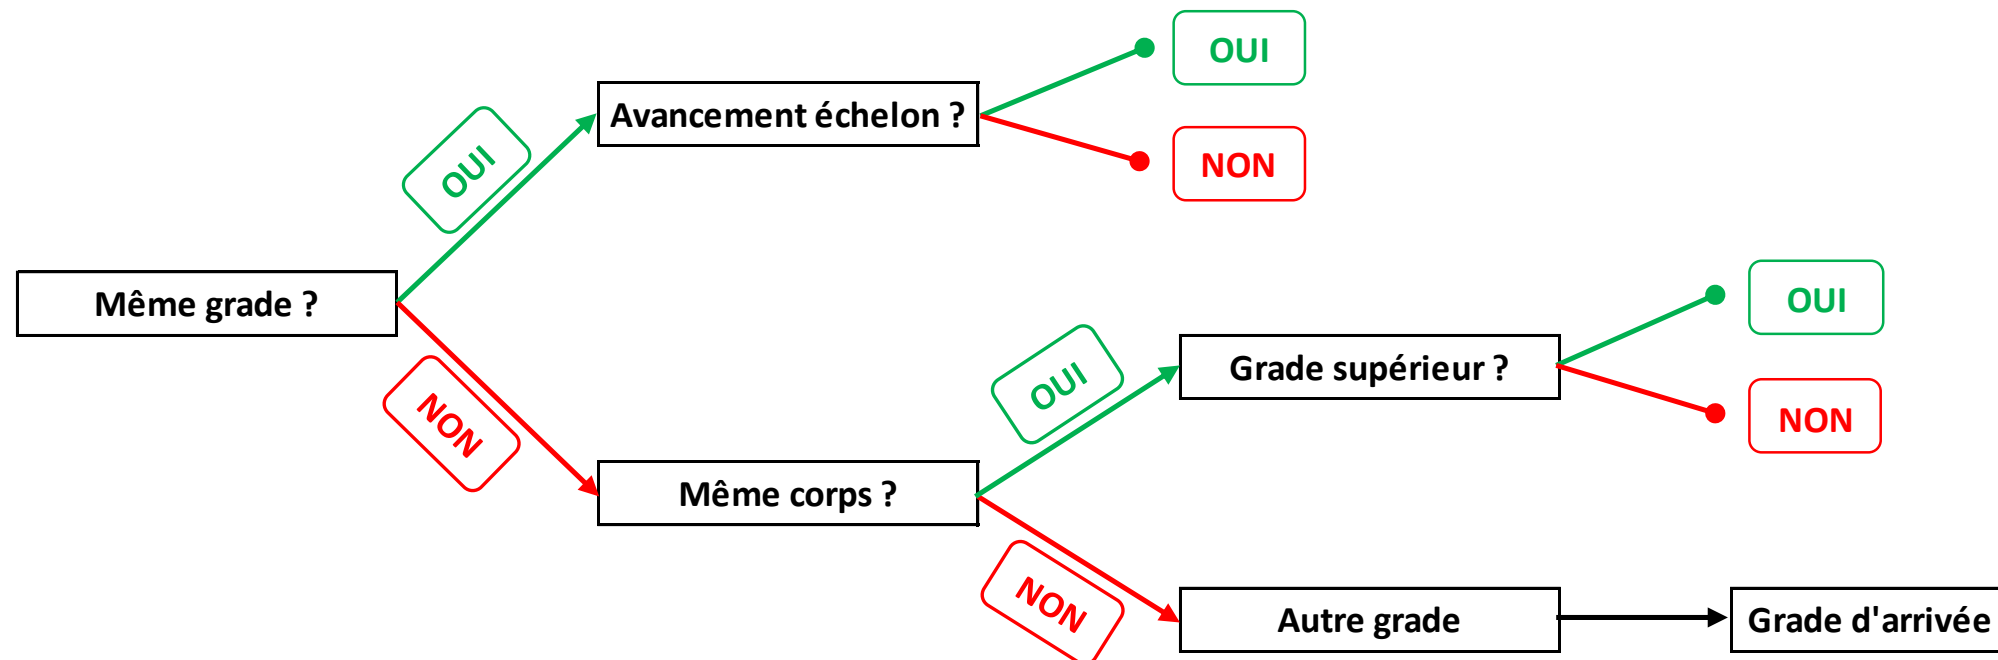 OUI
Avancement échelon ?
OUI
NON
Même grade ?
OUI
NON
OUI
Grade supérieur ?
NON
Même corps ?
NON
Autre grade
Grade d'arrivée